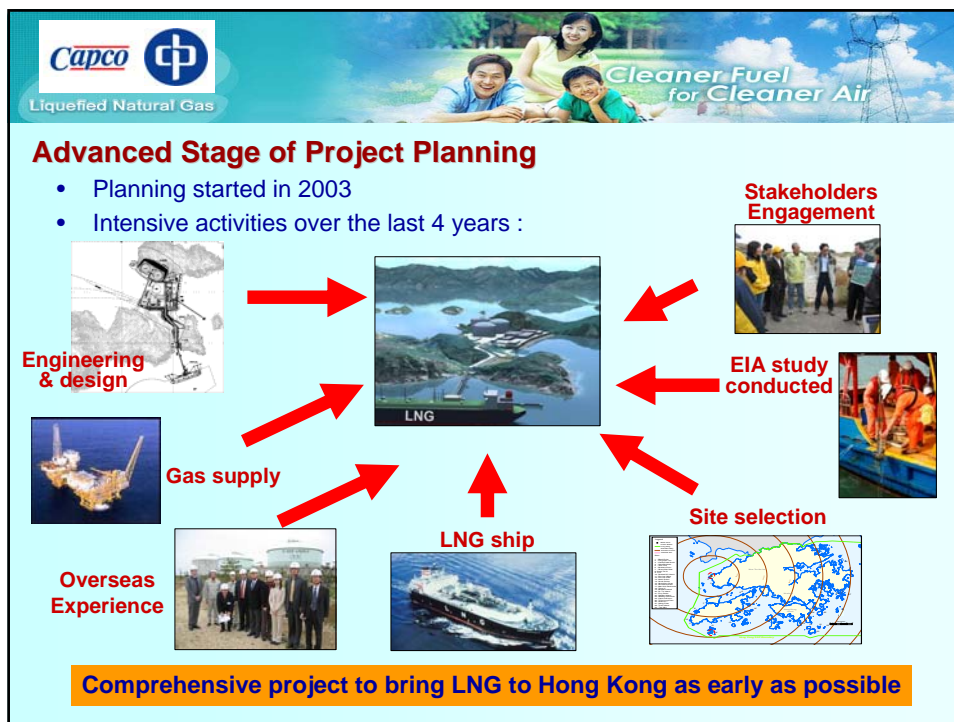 Capco
Liquefied Natural Gas
Cleaner Fuel
for Cleaner Air
Advanced Stage of Project Planning
• Planning started in 2003
• Intensive activities over the last 4 years :
Stakeholders
Engagement
Engineering
& design
LNG
EIA study
conducted
Gas supply
Site selection
LNG ship
Overseas
Experience
Comprehensive project to bring LNG to Hong Kong as early as possible